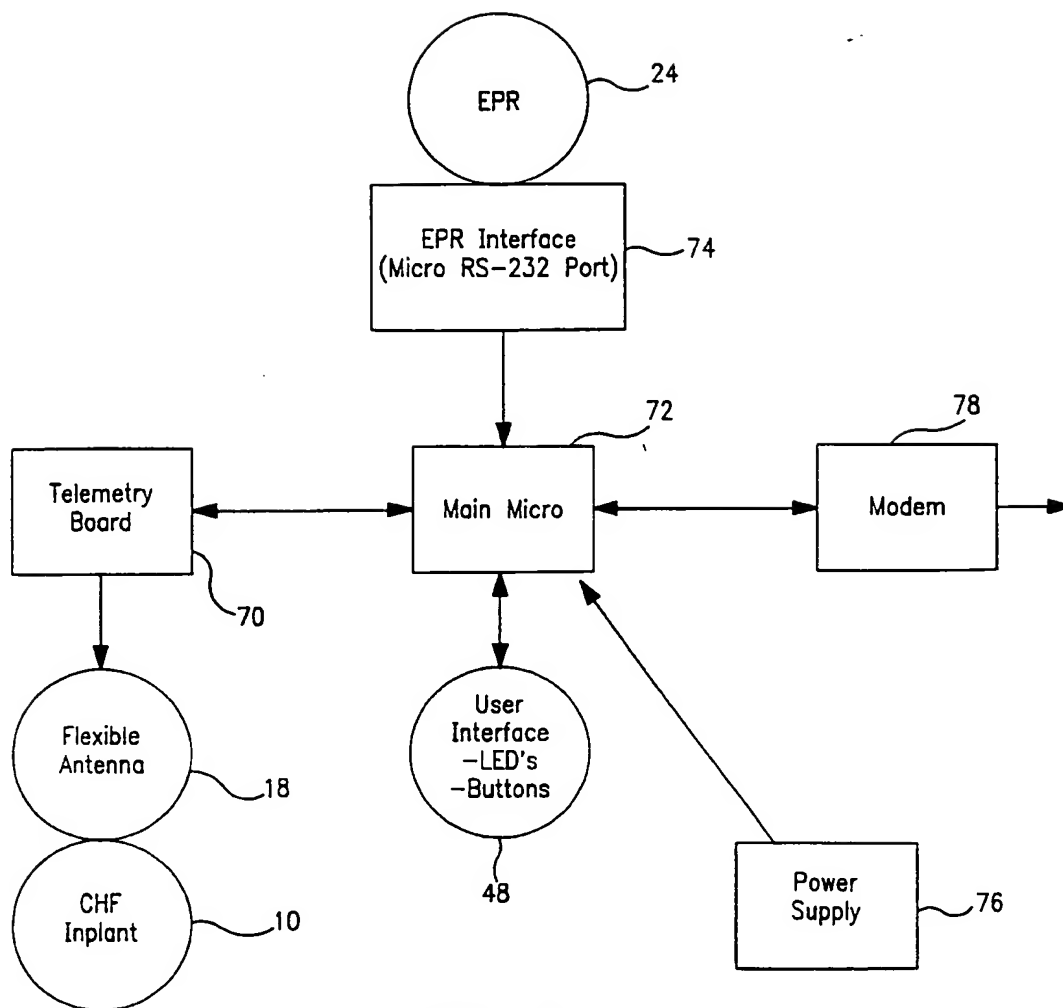 24
EPR
EPR Interface
(Micro RS-232 Port)
74
72
78
Telemetry
Board
Main Micro
Modem
70
Flexible
Antenna
18
User
Interface
-LED's
-Buttons
48
CHF
Inplant
10
Power
Supply
76